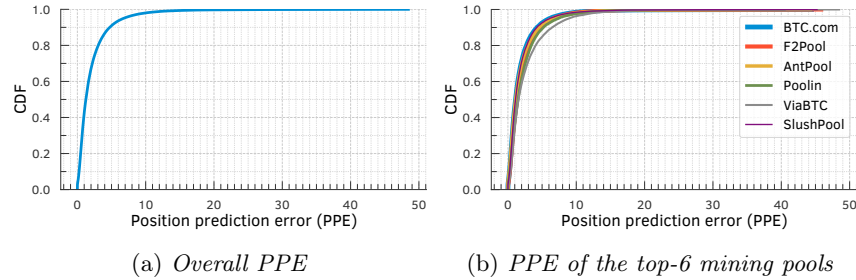 CDF
1.0
0.8
0.6
0.4
0.2
0.0
0 10 20 30 40 50
Position prediction error (PPE)
(a) Overall PPE
CDF
1.0
0.8
0.6
0.4
0.2
0.0
BTC.com
F2Pool
AntPool
Poolin
ViaBTC
SlushPool
0 10 20 30 40 50
Position prediction error (PPE)
(b) PPE of the top-6 mining pools